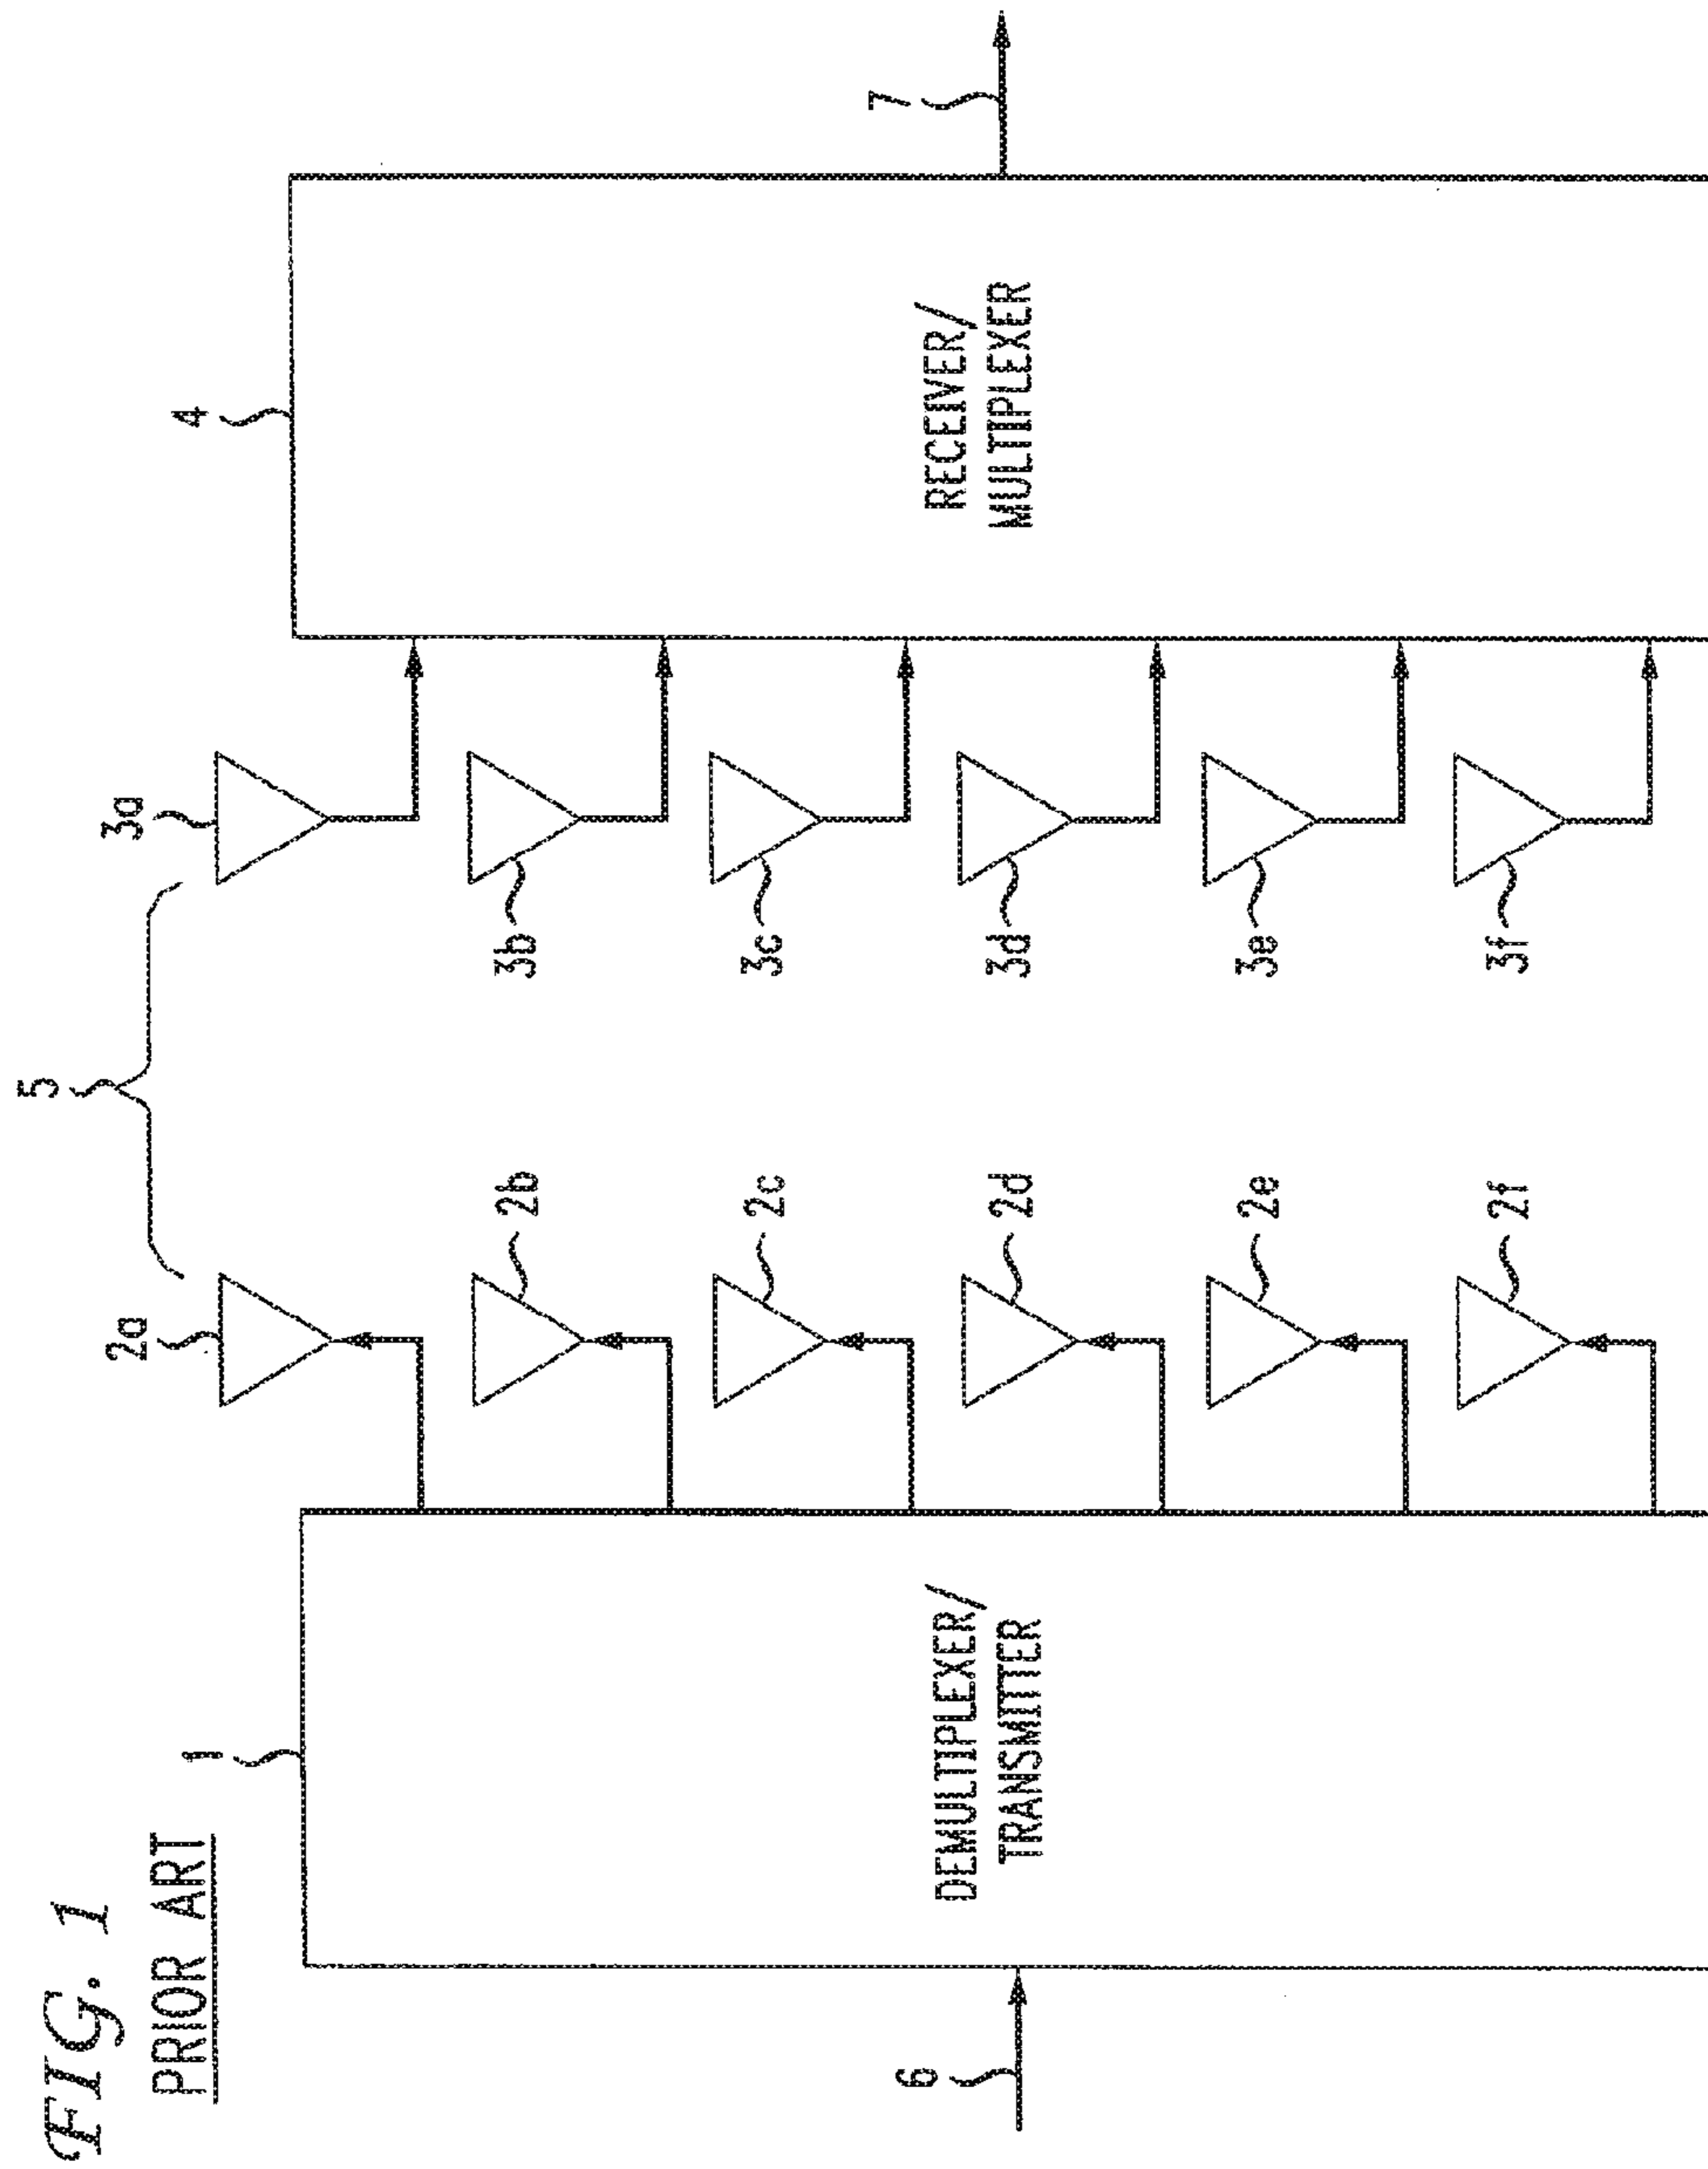 FIG. 1
PRIOR ART
1
2a
5
3a
4
2b
3b
2c
3c
2d
3d
2e
3e
2f
3f
6
DEMULTIPLEXER/
TRANSMITTER
RECEIVER/
MULTIPLEXER
7